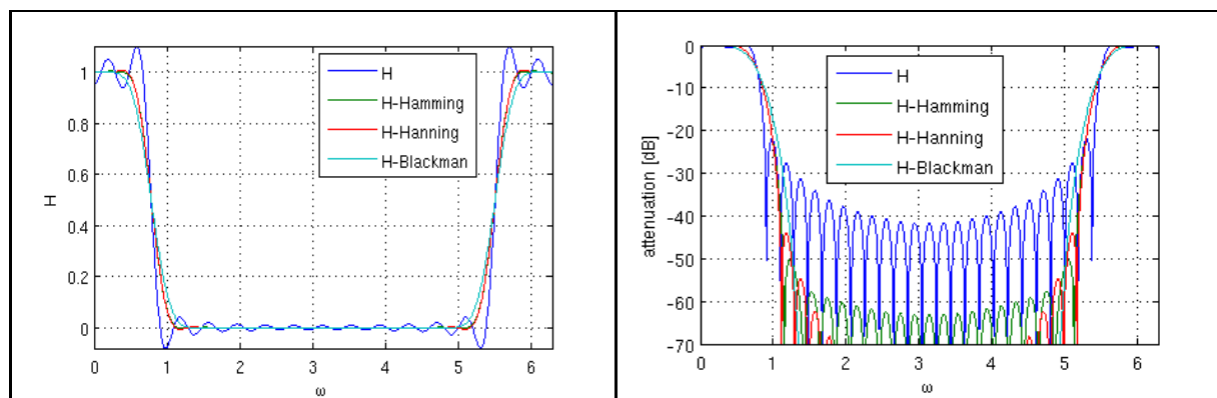 H
H-Hamming
H-Hanning
H-Blackman
1
0.8
0.6
0.4
0.2
0
H
0 1 2 3 4 5 6
ω
H
H-Hamming
H-Hanning
H-Blackman
0
-10
-20
-30
-40
-50
-60
-70
attenuation [dB]
0 1 2 3 4 5 6
ω